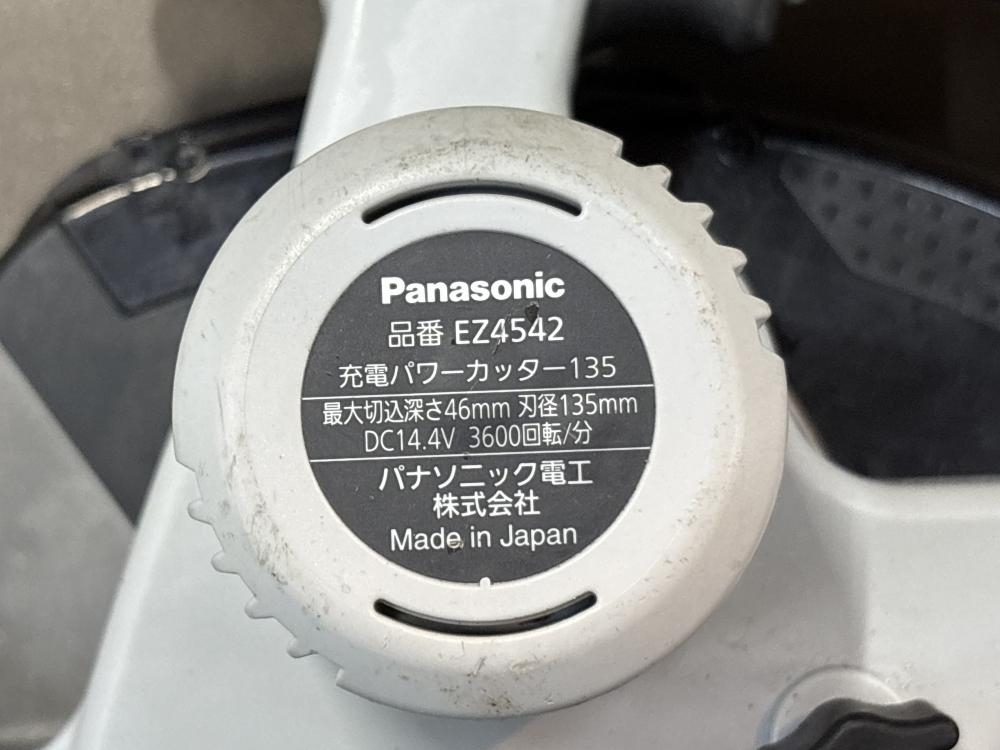 Panasonic
品番 EZ4542
充電パワーカッター135
最大切込深さ46mm 刃径135mm
DC14.4V 3600回転/分
パナソニック電工
株式会社
Made in Japan